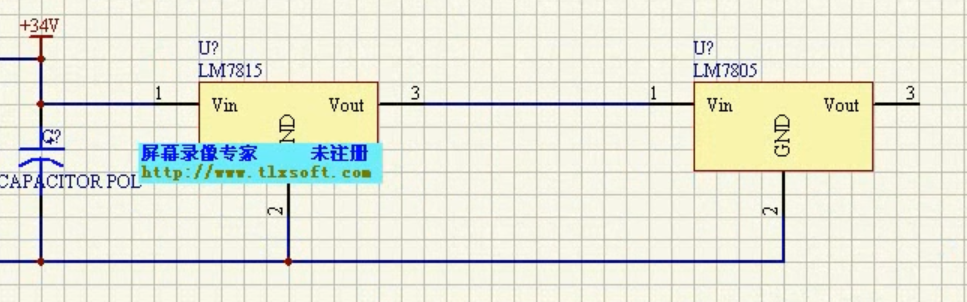 +34V
U?
LM7815
1
Vin
Vout
3
GND
2
U?
LM7805
1
Vin
Vout
3
GND
2
C?
CAPACITOR POL
屏幕录像专家 未注册
http://www.tlxsoft.com